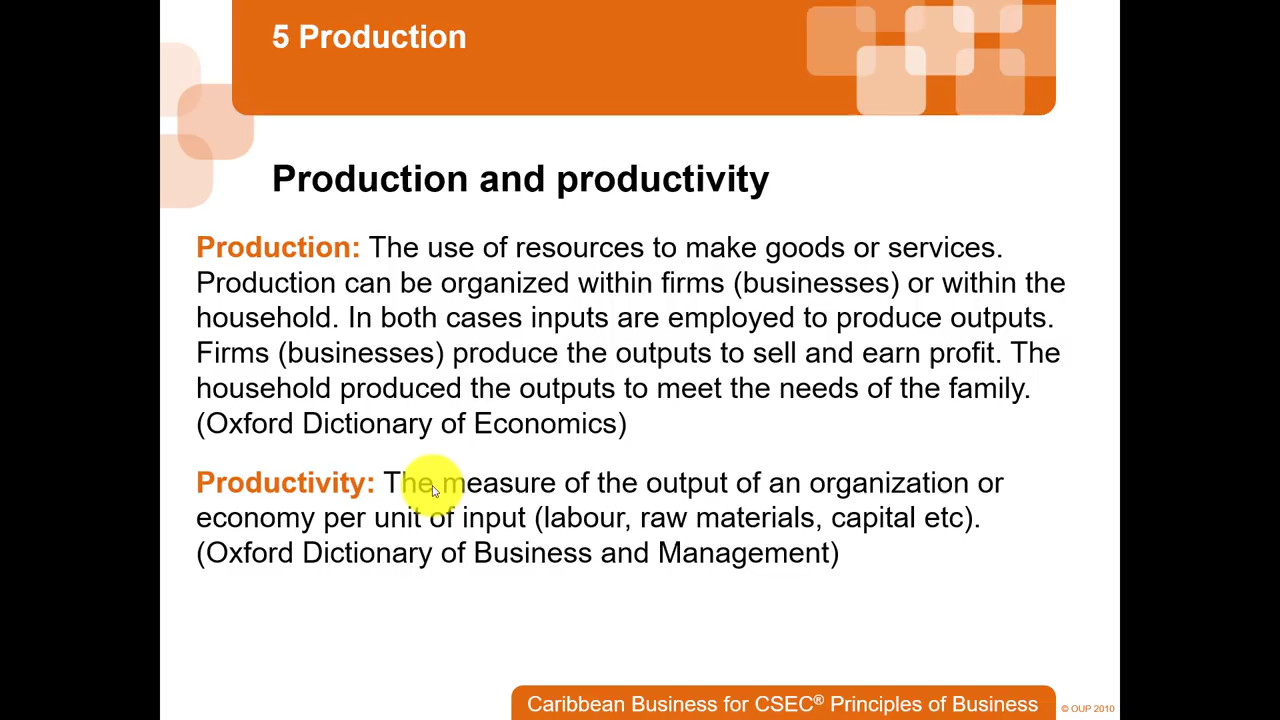 5 Production
Production and productivity
Production: The use of resources to make goods or services.
Production can be organized within firms (businesses) or within the
household. In both cases inputs are employed to produce outputs.
Firms (businesses) produce the outputs to sell and earn profit. The
household produced the outputs to meet the needs of the family.
(Oxford Dictionary of Economics)
Productivity: The measure of the output of an organization or
economy per unit of input (labour, raw materials, capital etc).
(Oxford Dictionary of Business and Management)
Caribbean Business for CSEC® Principles of Business
© OUP 2010